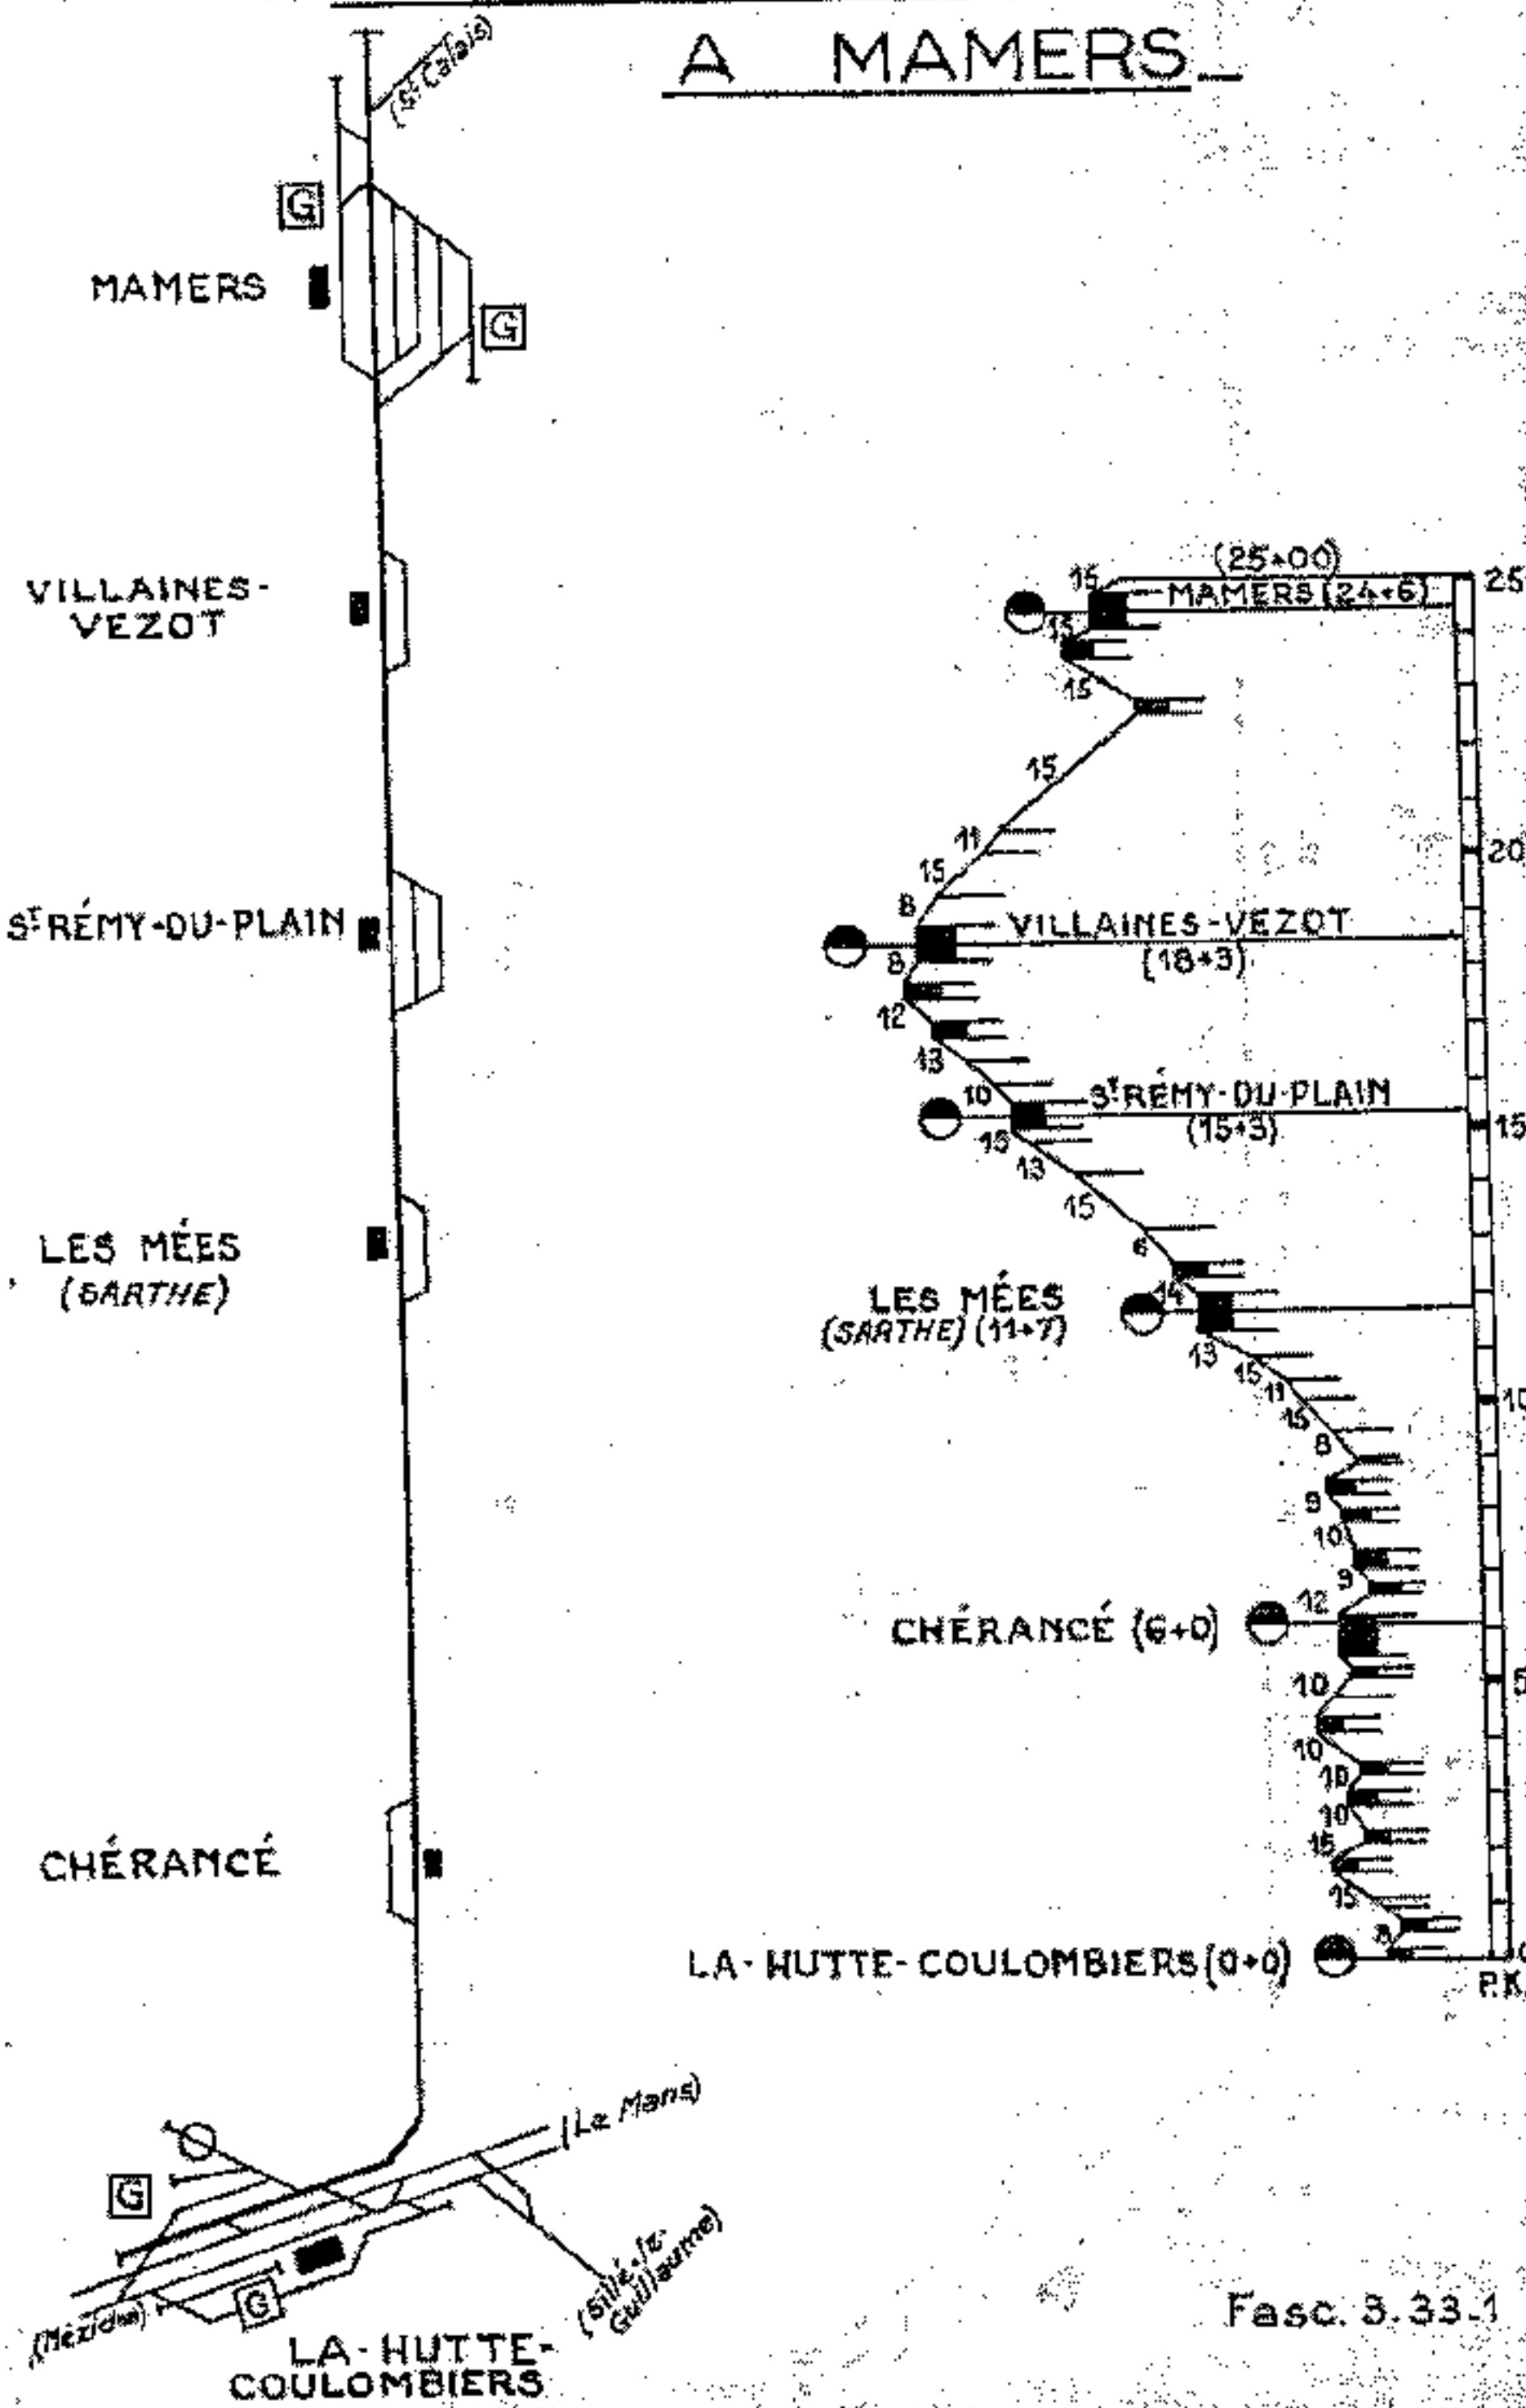 A MAMERS
(St Calais)
G
MAMERS
G
VILLAINES-
VEZOT
ST RÉMY-DU-PLAIN
LES MÉES
(SARTHE)
CHÉRANCÉ
(Le Mans)
G
G
(Mézidon)
(Sillé-le-
Guillaume)
LA-HUTTE-
COULOMBIERS
(25+00)
25
15
MAMERS (24+6)
15
15
15
11
20
15
8
VILLAINES-VEZOT
(18+3)
8
12
13
10
ST RÉMY-DU-PLAIN
(15+3)
15
15
13
15
6
14
LES MÉES
(SARTHE) (11+7)
13
15
11
10
15
8
9
10
9
12
CHÉRANCÉ (6+0)
5
10
10
10
10
15
15
8
LA-HUTTE-COULOMBIERS (0+0)
0
P.K.
Fasc. 3.33-1